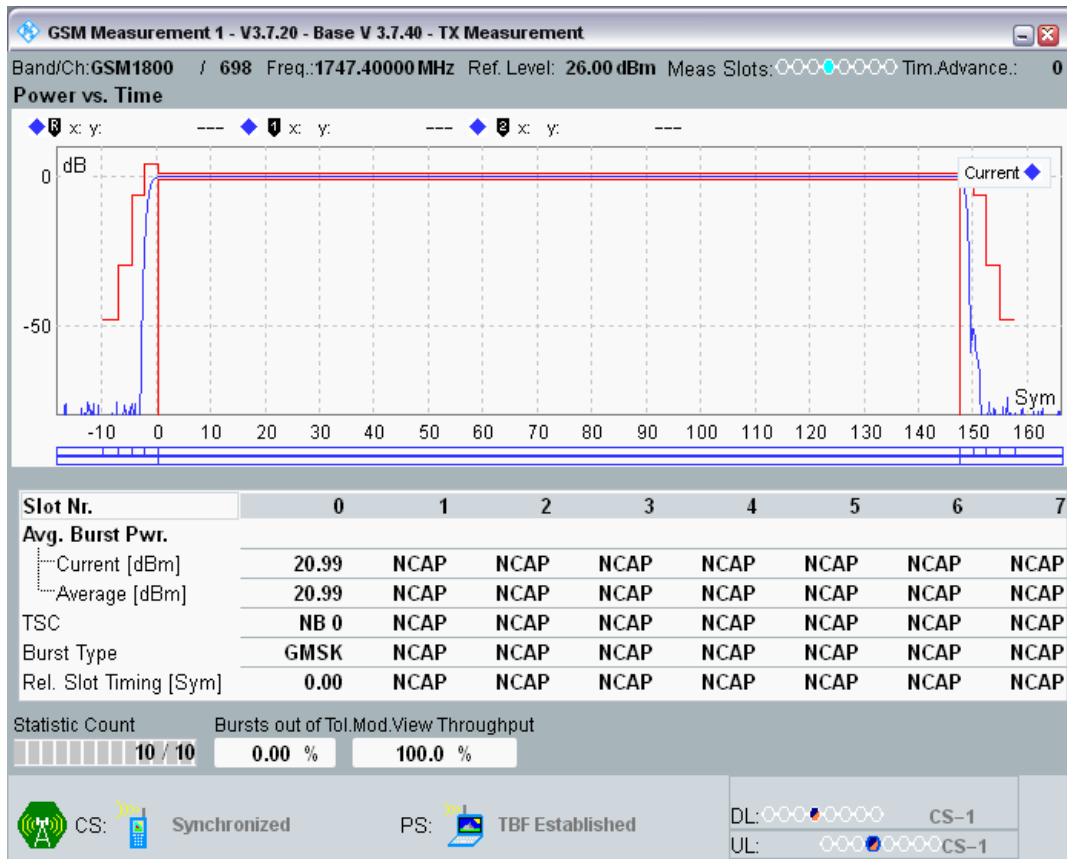 GSM Measurement 1 - V3.7.20 - Base V 3.7.40 - TX Measurement
Band/Ch:GSM1800 / 698 Freq.:1747.40000 MHz Ref. Level: 26.00 dBm Meas Slots: Tim.Advance.: 0
Power vs. Time
R x: y: --- 1 x: y: --- 2 x: y: ---
dB
Current
0
-50
Sym
-10 0 10 20 30 40 50 60 70 80 90 100 110 120 130 140 150 160
Slot Nr. 0 1 2 3 4 5 6 7
Avg. Burst Pwr.
Current [dBm] 20.99 NCAP NCAP NCAP NCAP NCAP NCAP NCAP
Average [dBm] 20.99 NCAP NCAP NCAP NCAP NCAP NCAP NCAP
TSC NB 0 NCAP NCAP NCAP NCAP NCAP NCAP NCAP
Burst Type GMSK NCAP NCAP NCAP NCAP NCAP NCAP NCAP
Rel. Slot Timing [Sym] 0.00 NCAP NCAP NCAP NCAP NCAP NCAP NCAP
Statistic Count Bursts out of Tol. Mod.View Throughput
10 / 10 0.00 % 100.0 %
CS: Synchronized PS: TBF Established
DL: CS-1
UL: CS-1